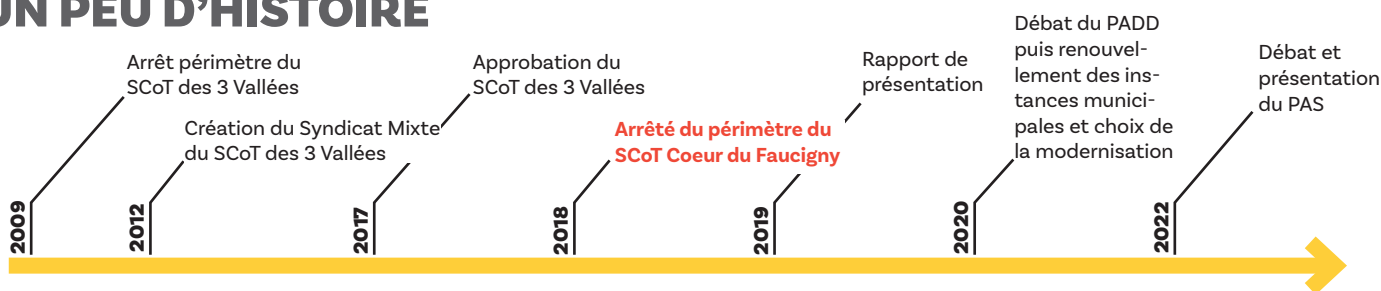 UN PEU D'HISTOIRE
Arrêt périmètre du
SCoT des 3 Vallées
Création du Syndicat Mixte
du SCoT des 3 Vallées
Approbation du
SCoT des 3 Vallées
Arrêté du périmètre du
SCoT Coeur du Faucigny
Rapport de
présentation
Débat du PADD
puis renouvel-
lement des ins-
tances munici-
pales et choix de
la modernisation
Débat et
présentation
du PAS
2009
2012
2017
2018
2019
2020
2022